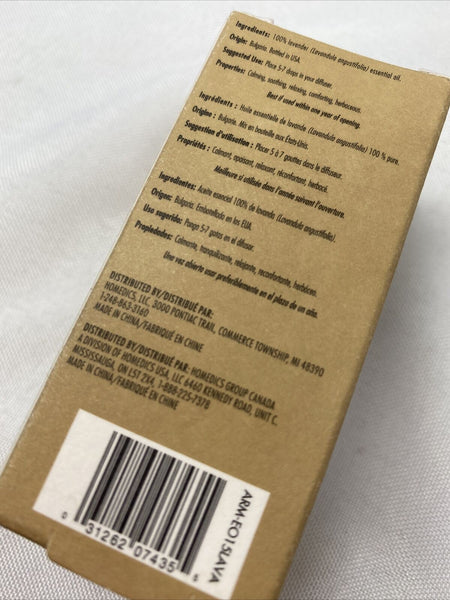 Ingredients: 100% lavender (Lavandula angustifolia) essential oil.
Origin: Bulgaria. Bottled in USA.
Suggested Use: Place 5-7 drops in your diffuser.
Properties: Calming, soothing, relaxing, comforting, herbaceous.
Best if used within one year of opening.
Ingrédients : Huile essentielle de lavande (Lavandula angustifolia) 100 % pure.
Origine : Bulgarie. Mis en bouteille aux États-Unis.
Suggestion d'utilisation : Placer 5 à 7 gouttes dans le diffuseur.
Propriétés : Calmant, apaisant, relaxant, réconfortant, herbacé.
Meilleure si utilisée dans l'année suivant l'ouverture.
Ingredientes: Aceite esencial 100% de lavanda (Lavandula angustifolia).
Origen: Bulgaria. Embotellado en los EUA.
Uso sugerido: Ponga 5-7 gotas en el difusor.
Propiedades: Calmante, tranquilizante, relajante, reconfortante, herbáceo.
Una vez abierto usar preferiblemente en el plazo de un año.
DISTRIBUTED BY/DISTRIBUÉ PAR:
HOMEDICS, LLC, 3000 PONTIAC TRAIL, COMMERCE TOWNSHIP, MI 48390
1-248-863-3160
MADE IN CHINA/FABRIQUÉ EN CHINE
DISTRIBUTED BY/DISTRIBUÉ PAR: HOMEDICS GROUP CANADA
A DIVISION OF HOMEDICS USA, LLC 6460 KENNEDY ROAD, UNIT C.
MISSISSAUGA, ON L5T 2X4, 1-888-225-7378
MADE IN CHINA/FABRIQUÉ EN CHINE
0 31262 07435 5
ARM-EO15LAVA